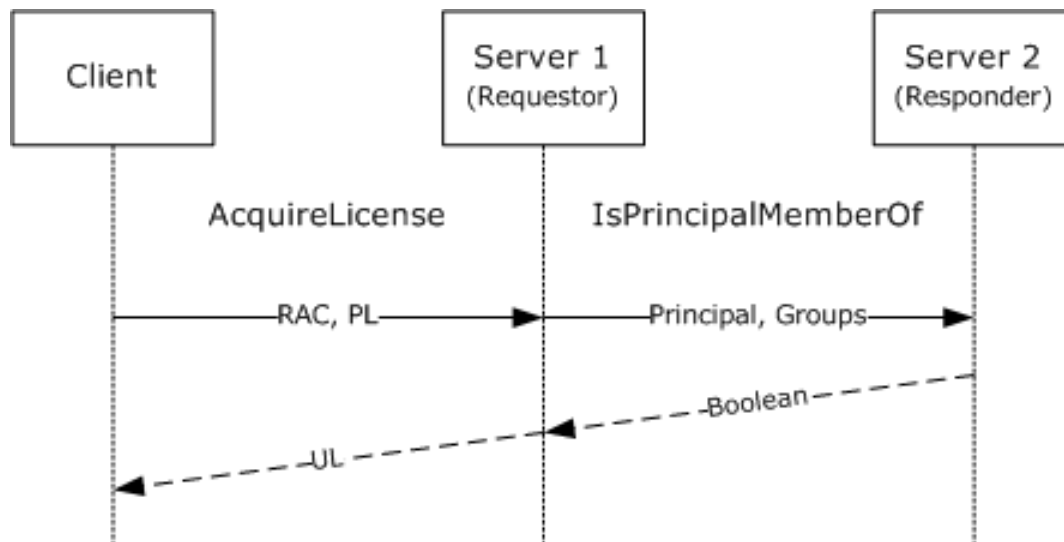 Client
Server 1
(Requestor)
Server 2
(Responder)
AcquireLicense
IsPrincipalMemberOf
RAC, PL
Principal, Groups
Boolean
UL